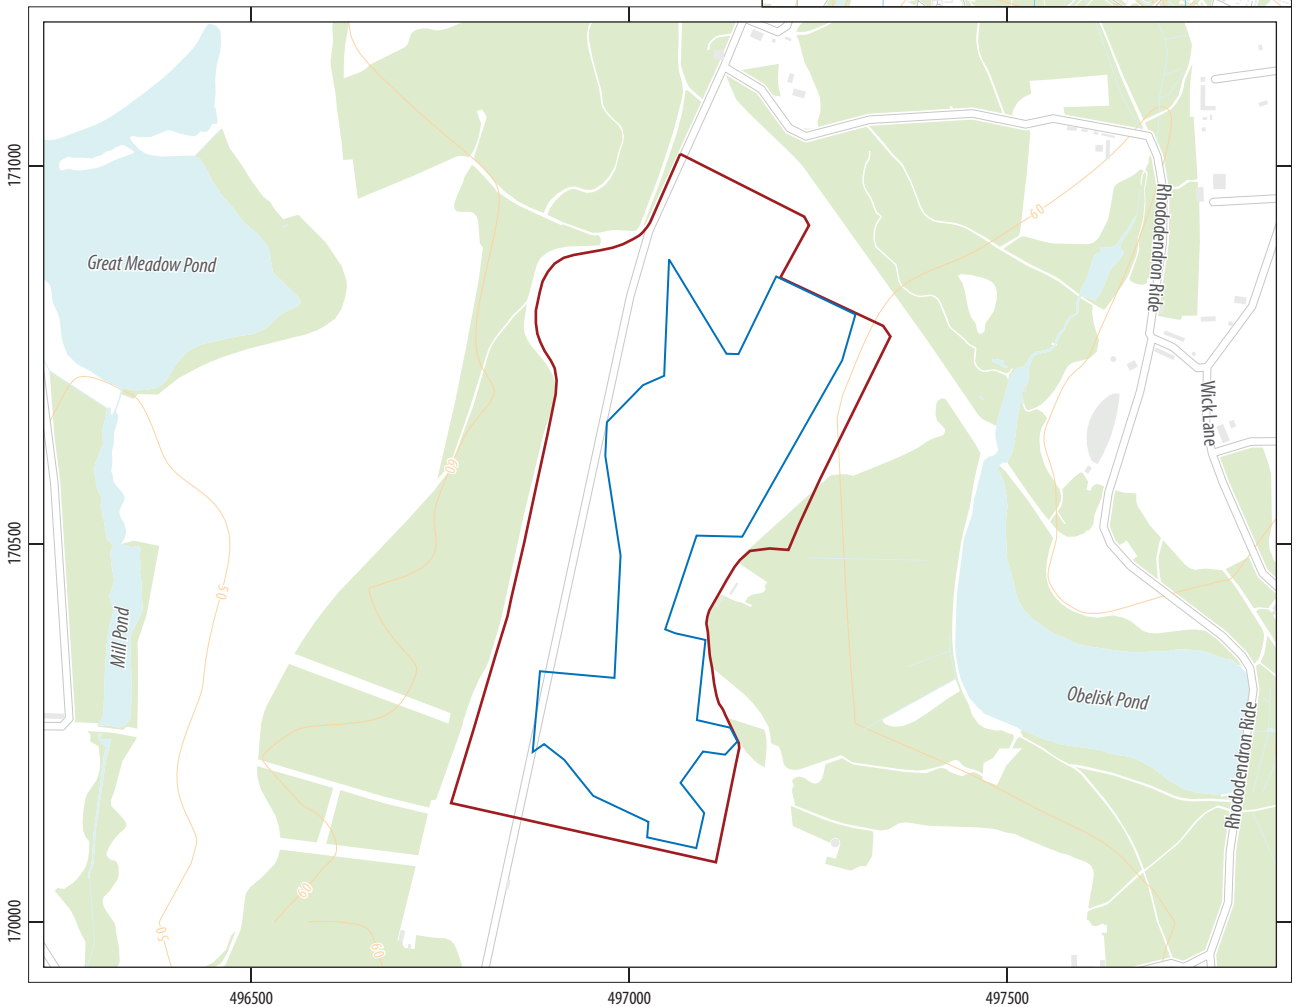 171000
Great Meadow Pond
60
Rhododendron Ride
Wick Lane
60
170500
50
Mill Pond
Obelisk Pond
Rhododendron Ride
60
170000
50
60
496500
497000
497500